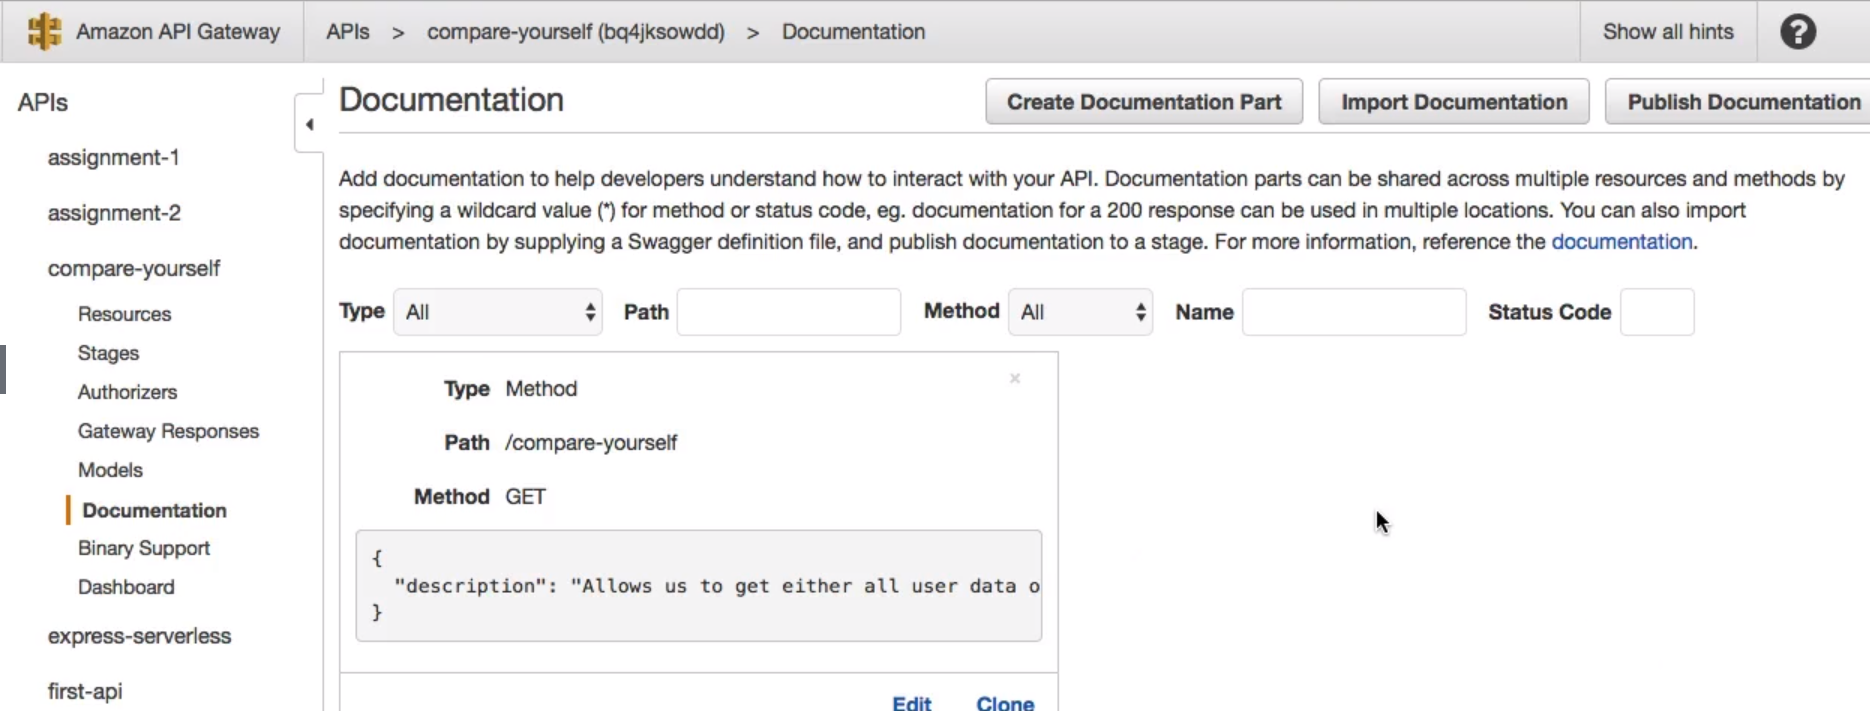 Amazon API Gateway
APIs > compare-yourself (bq4jksowdd) > Documentation
Show all hints
?
APIs
assignment-1
assignment-2
compare-yourself
Resources
Stages
Authorizers
Gateway Responses
Models
Documentation
Binary Support
Dashboard
express-serverless
first-api
Documentation
Create Documentation Part
Import Documentation
Publish Documentation
Add documentation to help developers understand how to interact with your API. Documentation parts can be shared across multiple resources and methods by
specifying a wildcard value (*) for method or status code, eg. documentation for a 200 response can be used in multiple locations. You can also import
documentation by supplying a Swagger definition file, and publish documentation to a stage. For more information, reference the documentation.
Type All Path Method All Name Status Code
Type Method
Path /compare-yourself
Method GET
{
"description": "Allows us to get either all user data o
}
Edit Clone